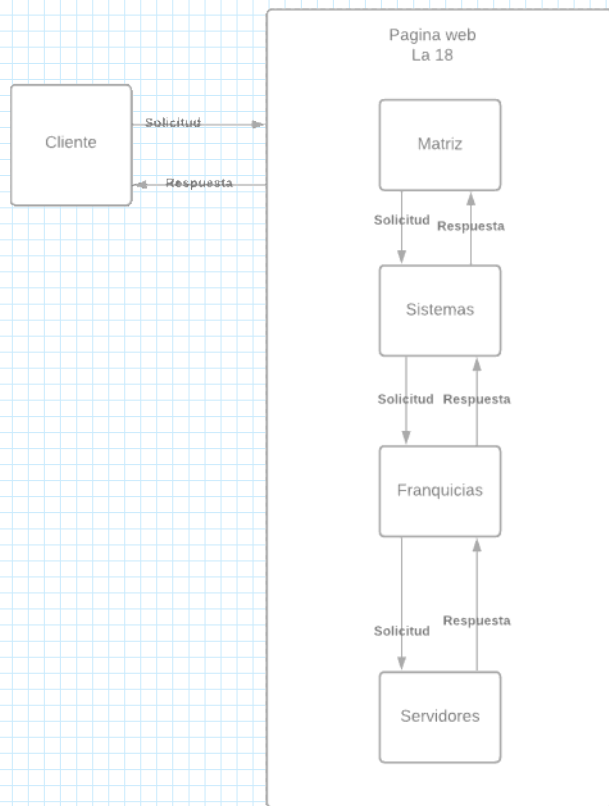 Pagina web
La 18
Cliente
Solicitud
Respuesta
Matriz
Solicitud
Respuesta
Sistemas
Solicitud Respuesta
Franquicias
Respuesta
Solicitud
Servidores